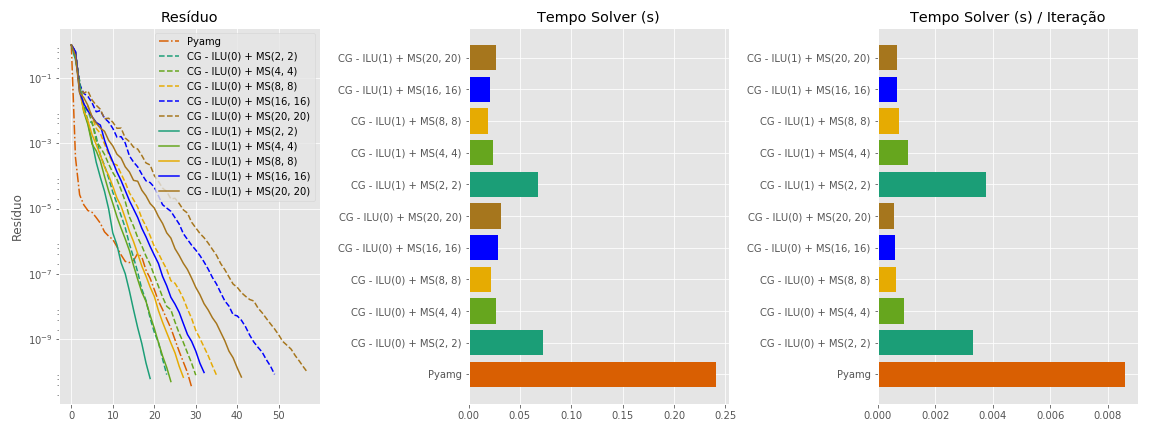 Resíduo
Resíduo
10⁻¹
10⁻³
10⁻⁵
10⁻⁷
10⁻⁹
0
10
20
30
40
50
Pyamg
CG - ILU(0) + MS(2, 2)
CG - ILU(0) + MS(4, 4)
CG - ILU(0) + MS(8, 8)
CG - ILU(0) + MS(16, 16)
CG - ILU(0) + MS(20, 20)
CG - ILU(1) + MS(2, 2)
CG - ILU(1) + MS(4, 4)
CG - ILU(1) + MS(8, 8)
CG - ILU(1) + MS(16, 16)
CG - ILU(1) + MS(20, 20)
Tempo Solver (s)
CG - ILU(1) + MS(20, 20)
CG - ILU(1) + MS(16, 16)
CG - ILU(1) + MS(8, 8)
CG - ILU(1) + MS(4, 4)
CG - ILU(1) + MS(2, 2)
CG - ILU(0) + MS(20, 20)
CG - ILU(0) + MS(16, 16)
CG - ILU(0) + MS(8, 8)
CG - ILU(0) + MS(4, 4)
CG - ILU(0) + MS(2, 2)
Pyamg
0.00
0.05
0.10
0.15
0.20
0.25
Tempo Solver (s) / Iteração
CG - ILU(1) + MS(20, 20)
CG - ILU(1) + MS(16, 16)
CG - ILU(1) + MS(8, 8)
CG - ILU(1) + MS(4, 4)
CG - ILU(1) + MS(2, 2)
CG - ILU(0) + MS(20, 20)
CG - ILU(0) + MS(16, 16)
CG - ILU(0) + MS(8, 8)
CG - ILU(0) + MS(4, 4)
CG - ILU(0) + MS(2, 2)
Pyamg
0.000
0.002
0.004
0.006
0.008